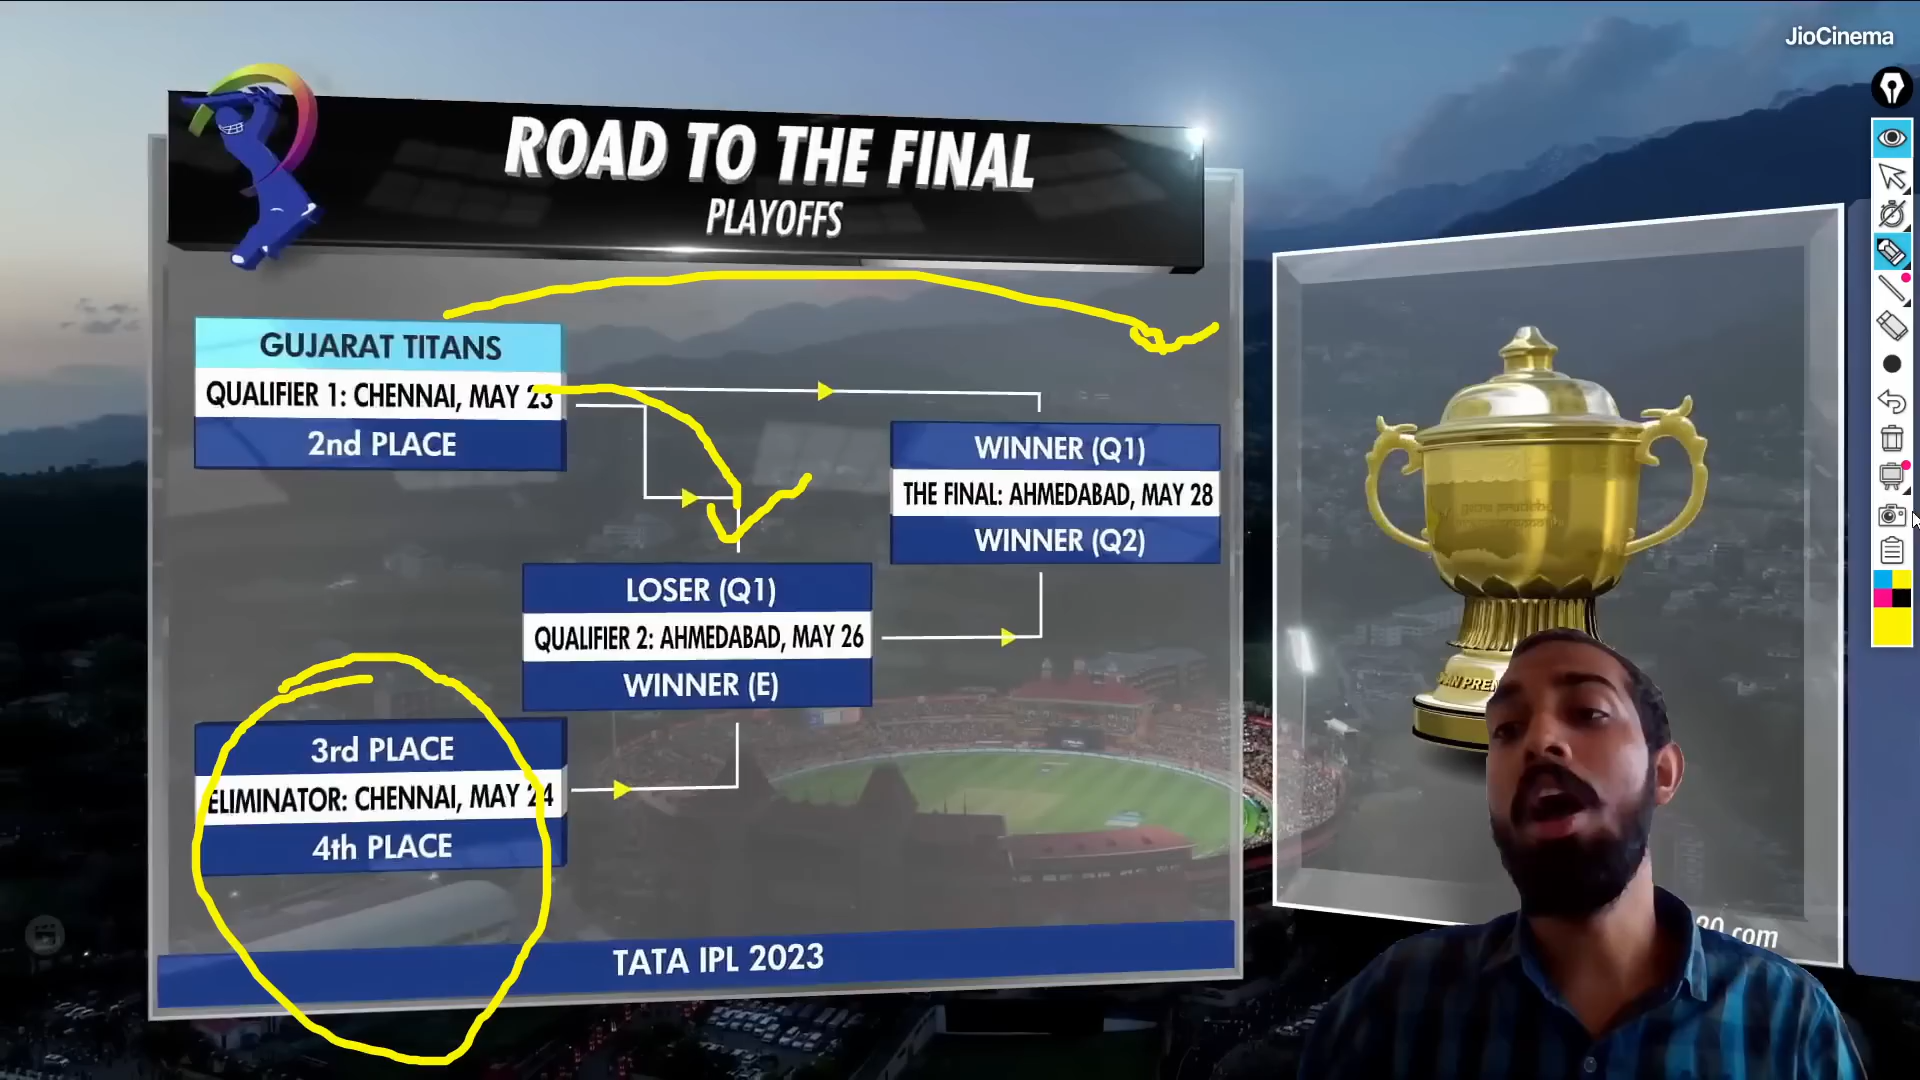 JioCinema
ROAD TO THE FINAL
PLAYOFFS
GUJARAT TITANS
QUALIFIER 1: CHENNAI, MAY 23
2nd PLACE
WINNER (Q1)
THE FINAL: AHMEDABAD, MAY 28
WINNER (Q2)
LOSER (Q1)
QUALIFIER 2: AHMEDABAD, MAY 26
WINNER (E)
3rd PLACE
ELIMINATOR: CHENNAI, MAY 24
4th PLACE
TATA IPL 2023
.com